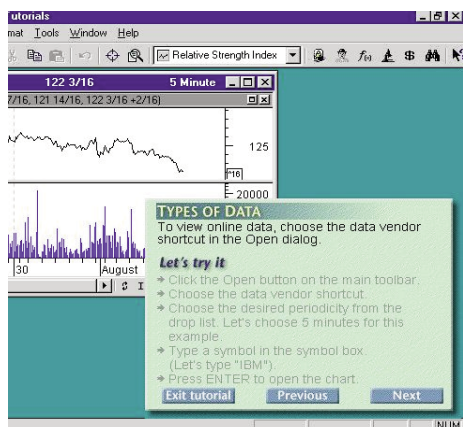 utorials
mat Tools Window Help
Relative Strength Index
122 3/16 5 Minute
7/16, 121 14/16, 122 3/16 +2/16)
125
20000
30 August
TYPES OF DATA
To view online data, choose the data vendor
shortcut in the Open dialog.
Let's try it
Click the Open button on the main toolbar.
Choose the data vendor shortcut.
Choose the desired periodicity from the
drop list. Let's choose 5 minutes for this
example.
Type a symbol in the symbol box.
(Let's type "IBM").
Press ENTER to open the chart.
Exit tutorial Previous Next
NUM